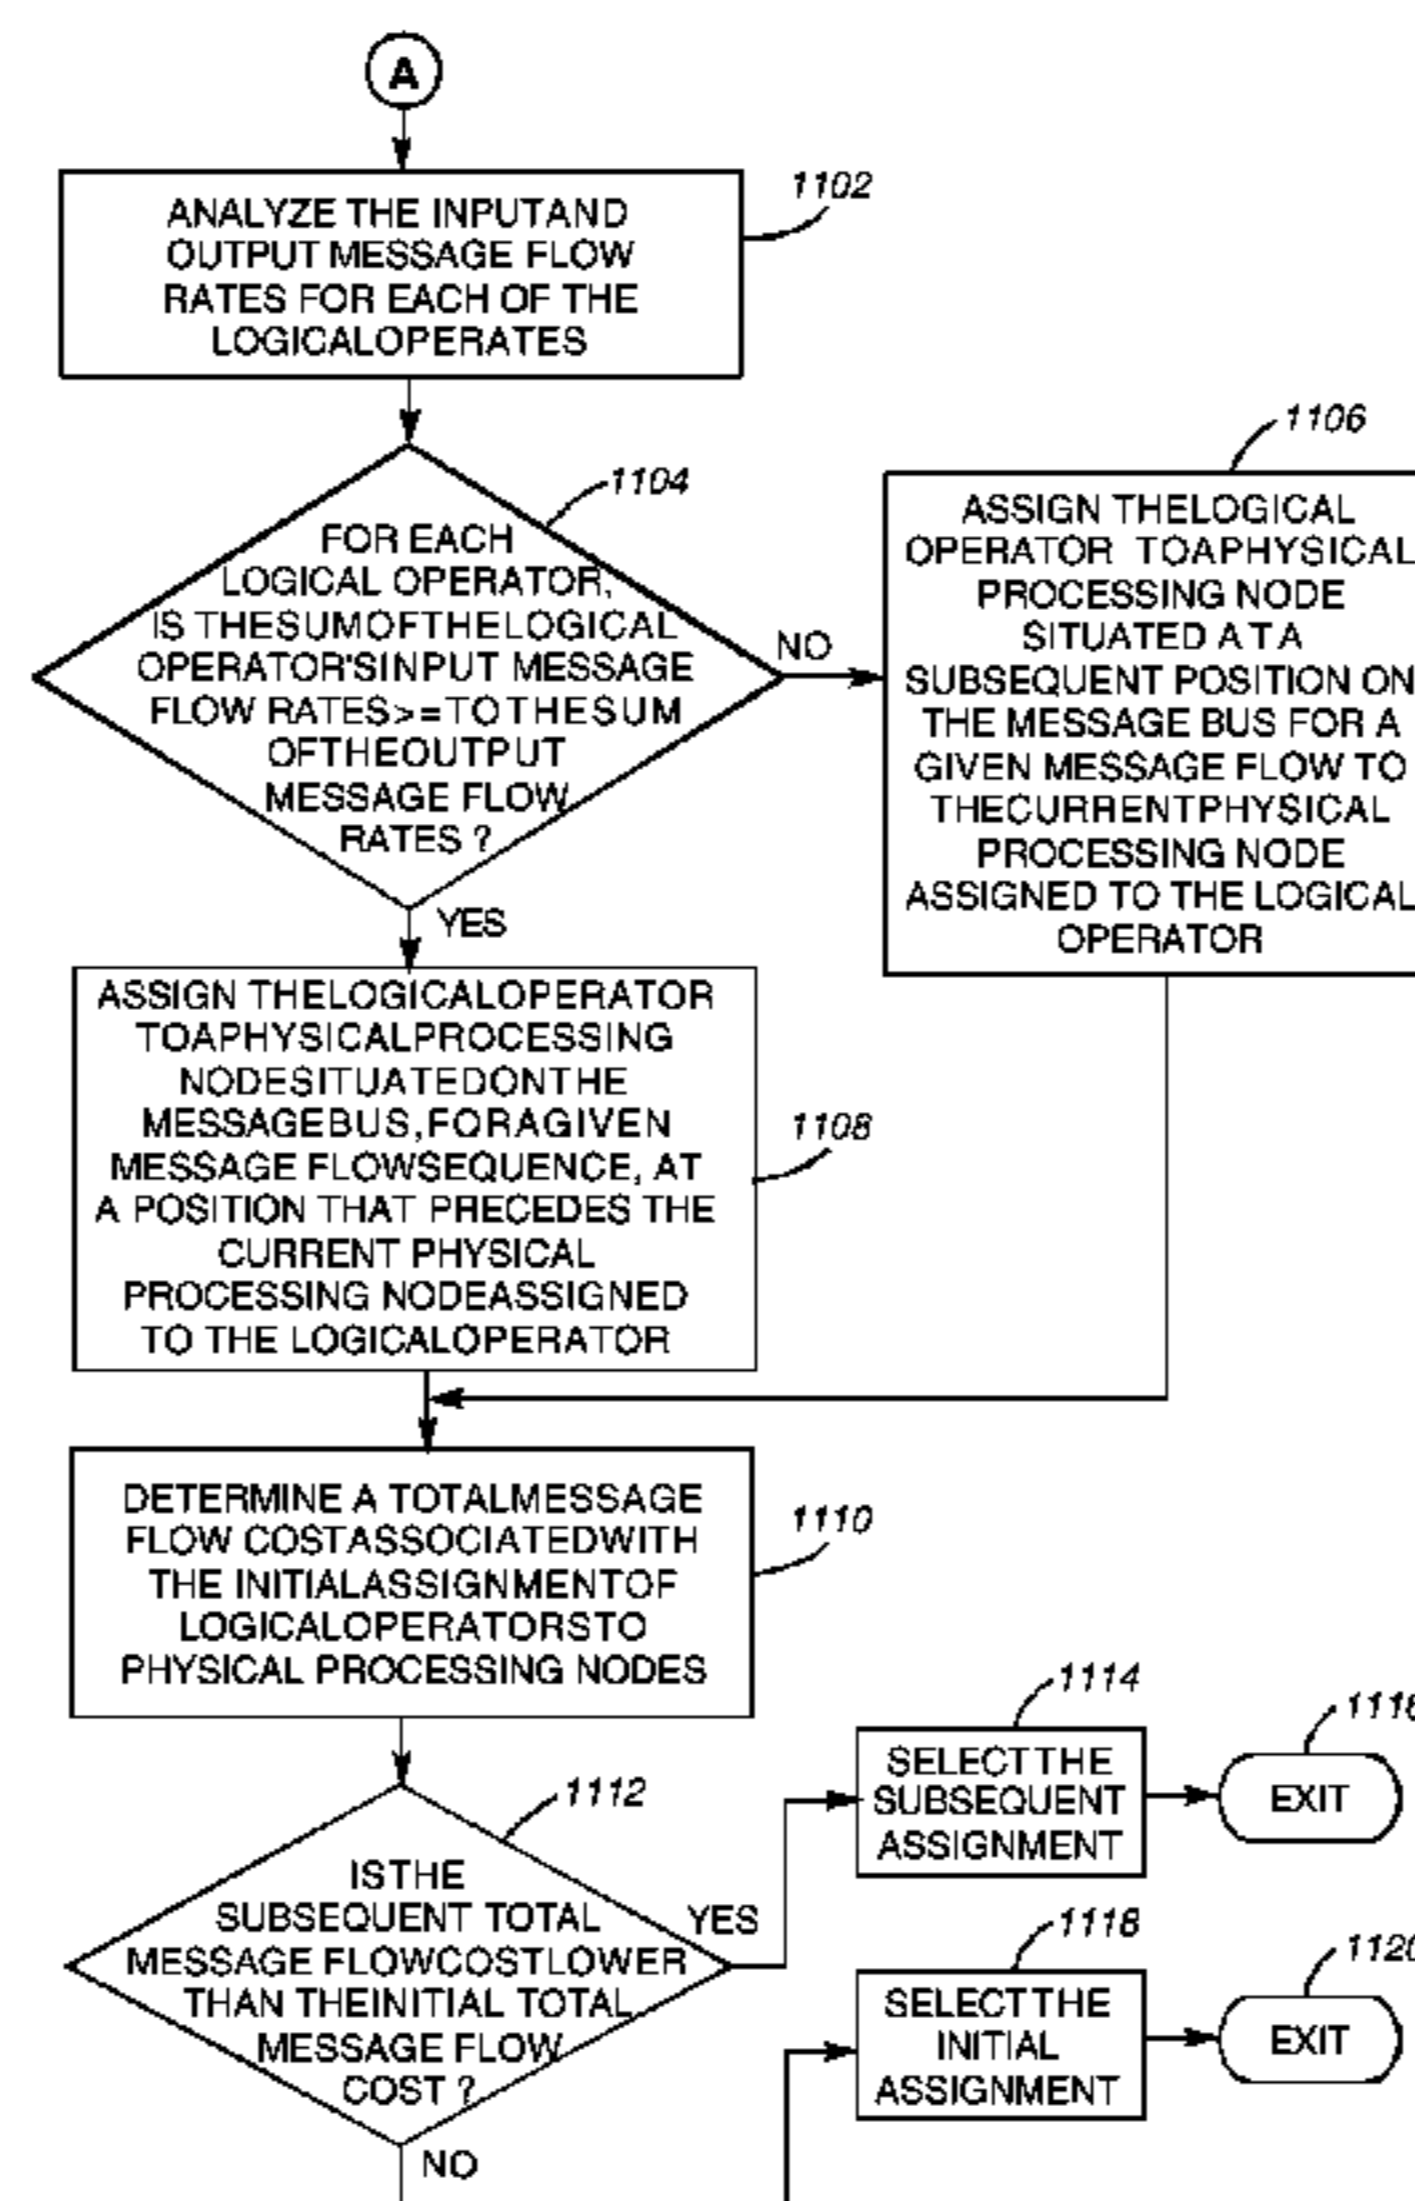 A
1102
ANALYZE THE INPUTAND
OUTPUT MESSAGE FLOW
RATES FOR EACH OF THE
LOGICALOPERATES
1104
FOR EACH
LOGICAL OPERATOR,
IS THESUMOFTHELOGICAL
OPERATOR'SINPUT MESSAGE
FLOW RATES>=TOTHESUM
OFTHEOUTPUT
MESSAGE FLOW
RATES ?
NO
YES
1106
ASSIGN THELOGICAL
OPERATOR TOAPHYSICAL
PROCESSING NODE
SITUATED ATA
SUBSEQUENT POSITION ON
THE MESSAGE BUS FOR A
GIVEN MESSAGE FLOW TO
THECURRENTPHYSICAL
PROCESSING NODE
ASSIGNED TO THE LOGICAL
OPERATOR
ASSIGN THELOGICALOPERATOR
TOAPHYSICALPROCESSING
NODESITUATEDONTHE
MESSAGEBUS,FORAGIVEN
MESSAGE FLOWSEQUENCE, AT
A POSITION THAT PRECEDES THE
CURRENT PHYSICAL
PROCESSING NODEASSIGNED
TO THE LOGICALOPERATOR
1108
DETERMINE A TOTALMESSAGE
FLOW COSTASSOCIATEDWITH
THE INITIALASSIGNMENTOF
LOGICALOPERATORSTO
PHYSICAL PROCESSING NODES
1110
1112
ISTHE
SUBSEQUENT TOTAL
MESSAGE FLOWCOSTLOWER
THAN THEINITIAL TOTAL
MESSAGE FLOW
COST ?
YES
NO
1114
SELECTTHE
SUBSEQUENT
ASSIGNMENT
1116
EXIT
1118
SELECTTHE
INITIAL
ASSIGNMENT
1120
EXIT